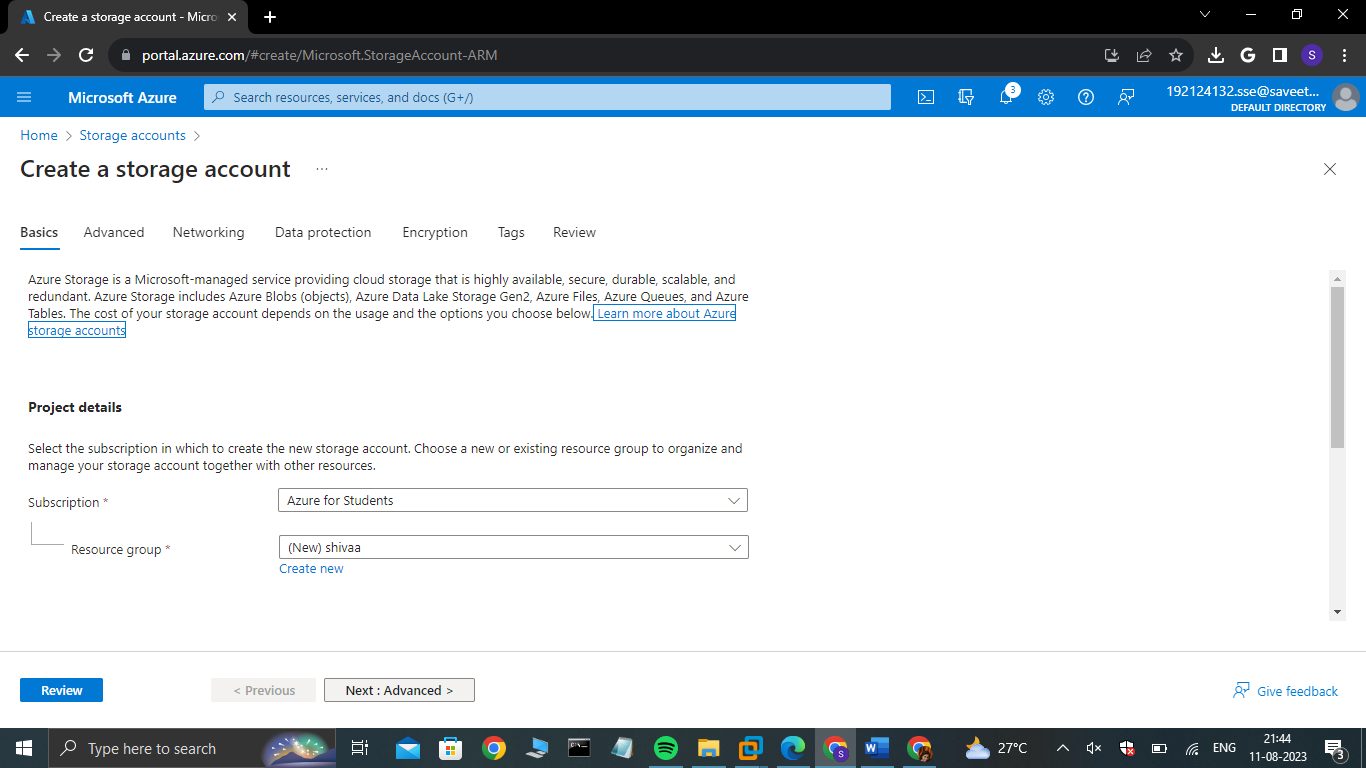 Create a storage account - Micro
portal.azure.com/#create/Microsoft.StorageAccount-ARM
S
Microsoft Azure
Search resources, services, and docs (G+/)
3
192124132.sse@saveet...
DEFAULT DIRECTORY
Home > Storage accounts >
Create a storage account ...
Basics Advanced Networking Data protection Encryption Tags Review
Azure Storage is a Microsoft-managed service providing cloud storage that is highly available, secure, durable, scalable, and
redundant. Azure Storage includes Azure Blobs (objects), Azure Data Lake Storage Gen2, Azure Files, Azure Queues, and Azure
Tables. The cost of your storage account depends on the usage and the options you choose below. Learn more about Azure
storage accounts
Project details
Select the subscription in which to create the new storage account. Choose a new or existing resource group to organize and
manage your storage account together with other resources.
Subscription *
Azure for Students
Resource group *
(New) shivaa
Create new
Review
< Previous
Next : Advanced >
Give feedback
Type here to search
S
27°C
ENG
21:44
11-08-2023
3